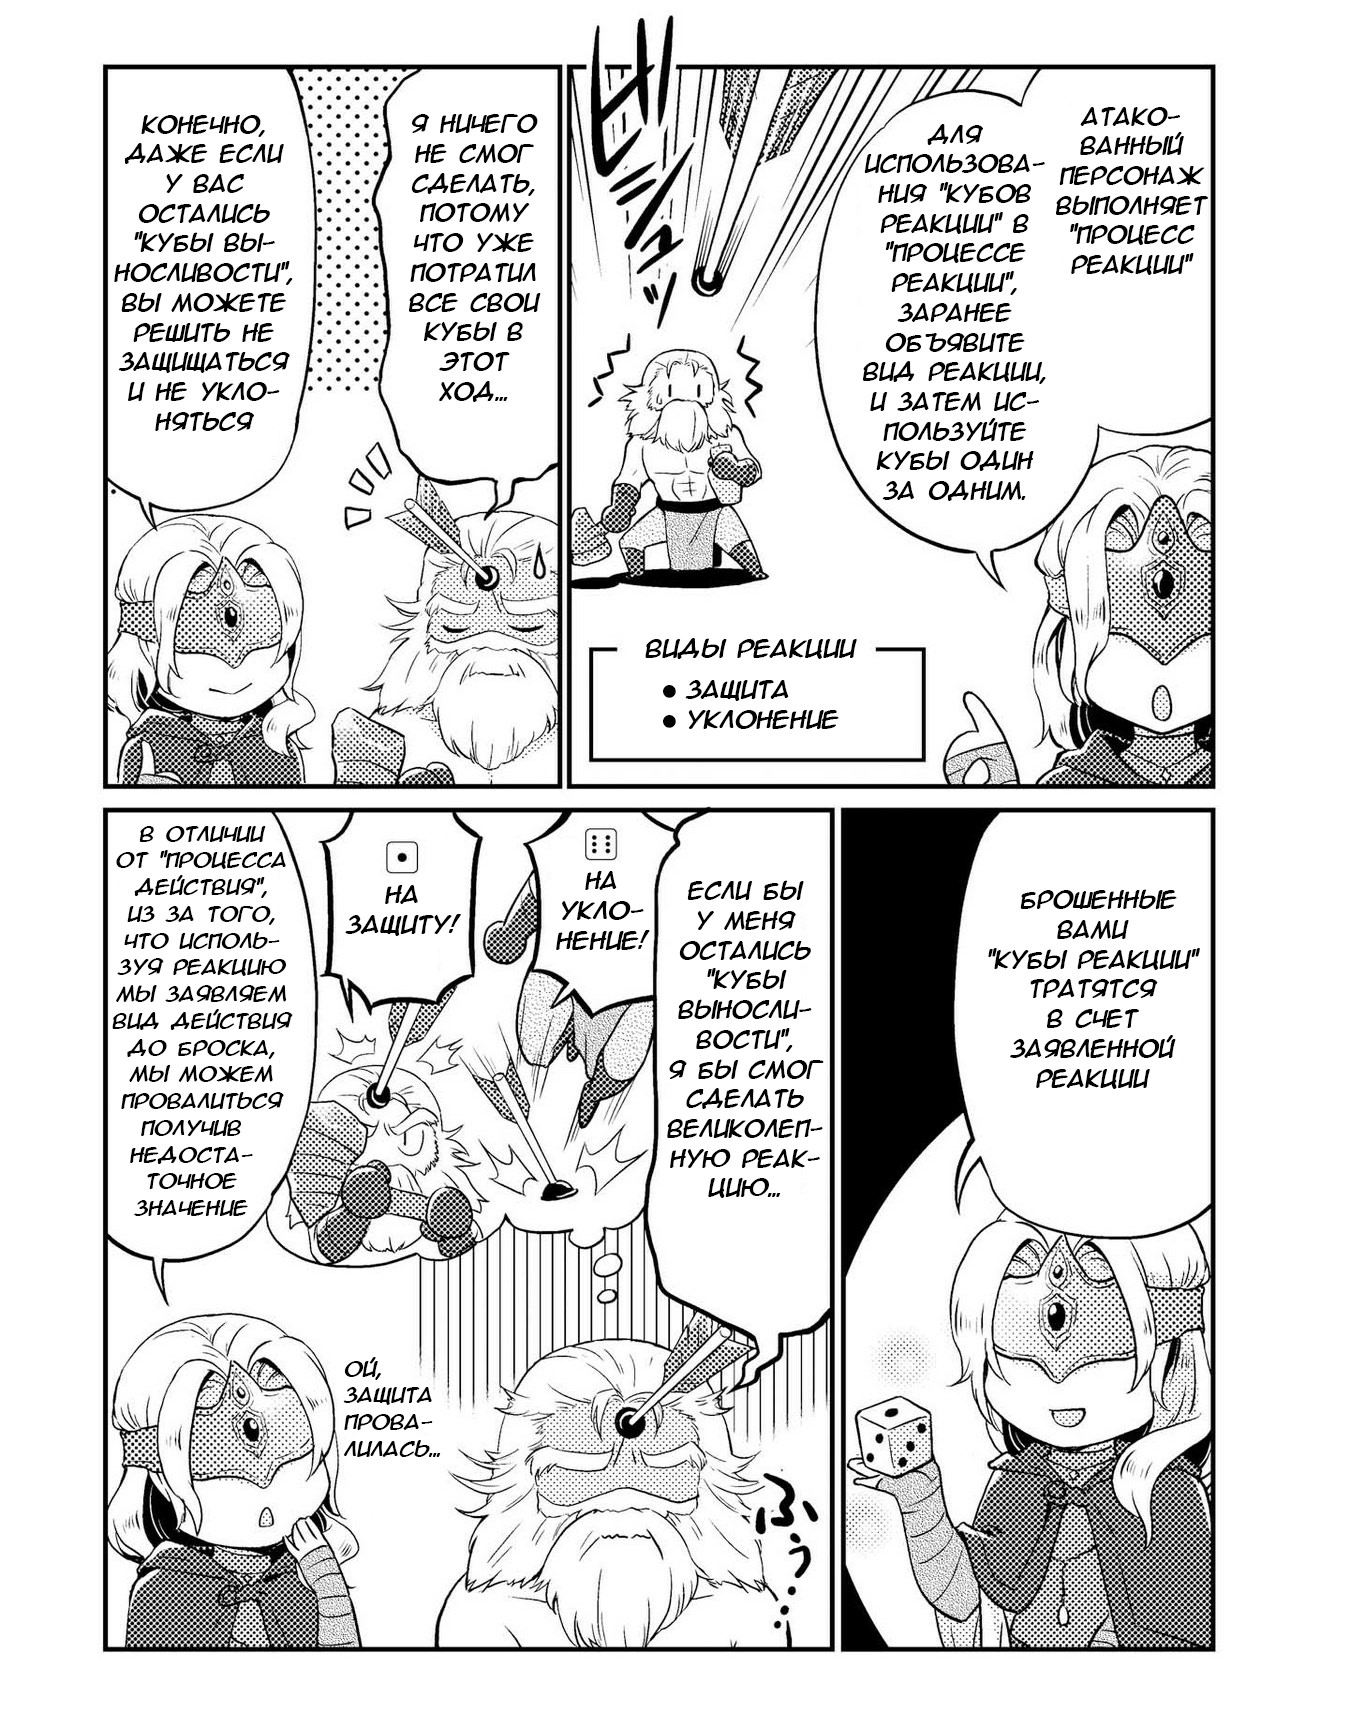 АТАКО-
ВАННЫЙ
ПЕРСОНАЖ
ВЫПОЛНЯЕТ
"ПРОЦЕСС
РЕАКЦИИ"
ДЛЯ
ИСПОЛЬЗОВА-
НИЯ "КУБОВ
РЕАКЦИИ" В
"ПРОЦЕССЕ
РЕАКЦИИ",
ЗАРАНЕЕ
ОБЪЯВИТЕ
ВИД РЕАКЦИИ,
И ЗАТЕМ ИС-
ПОЛЬЗУЙТЕ
КУБЫ ОДИН
ЗА ОДНИМ.
ВИДЫ РЕАКЦИИ
● ЗАЩИТА
● УКЛОНЕНИЕ
Я НИЧЕГО
НЕ СМОГ
СДЕЛАТЬ,
ПОТОМУ
ЧТО УЖЕ
ПОТРАТИЛ
ВСЕ СВОИ
КУБЫ В
ЭТОТ
ХОД...
КОНЕЧНО,
ДАЖЕ ЕСЛИ
У ВАС
ОСТАЛИСЬ
"КУБЫ ВЫ-
НОСЛИВОСТИ",
ВЫ МОЖЕТЕ
РЕШИТЬ НЕ
ЗАЩИЩАТЬСЯ
И НЕ УКЛО-
НЯТЬСЯ
БРОШЕННЫЕ
ВАМИ
"КУБЫ РЕАКЦИИ"
ТРАТЯТСЯ
В СЧЕТ
ЗАЯВЛЕННОЙ
РЕАКЦИИ
ЕСЛИ БЫ
У МЕНЯ
ОСТАЛИСЬ
"КУБЫ
ВЫНОСЛИ-
ВОСТИ",
Я БЫ СМОГ
СДЕЛАТЬ
ВЕЛИКОЛЕП-
НУЮ РЕАК-
ЦИЮ...
НА
УКЛО-
НЕНИЕ!
НА
ЗАЩИТУ!
ふぅ…
В ОТЛИЧИИ
ОТ "ПРОЦЕССА
ДЕЙСТВИЯ",
ИЗ ЗА ТОГО,
ЧТО ИСПОЛЬ-
ЗУЯ РЕАКЦИЮ
МЫ ЗАЯВЛЯЕМ
ВИД ДЕЙСТВИЯ
ДО БРОСКА,
МЫ МОЖЕМ
ПРОВАЛИТЬСЯ
ПОЛУЧИВ
НЕДОСТА-
ТОЧНОЕ
ЗНАЧЕНИЕ
ОЙ,
ЗАЩИТА
ПРОВА-
ЛИЛАСЬ...